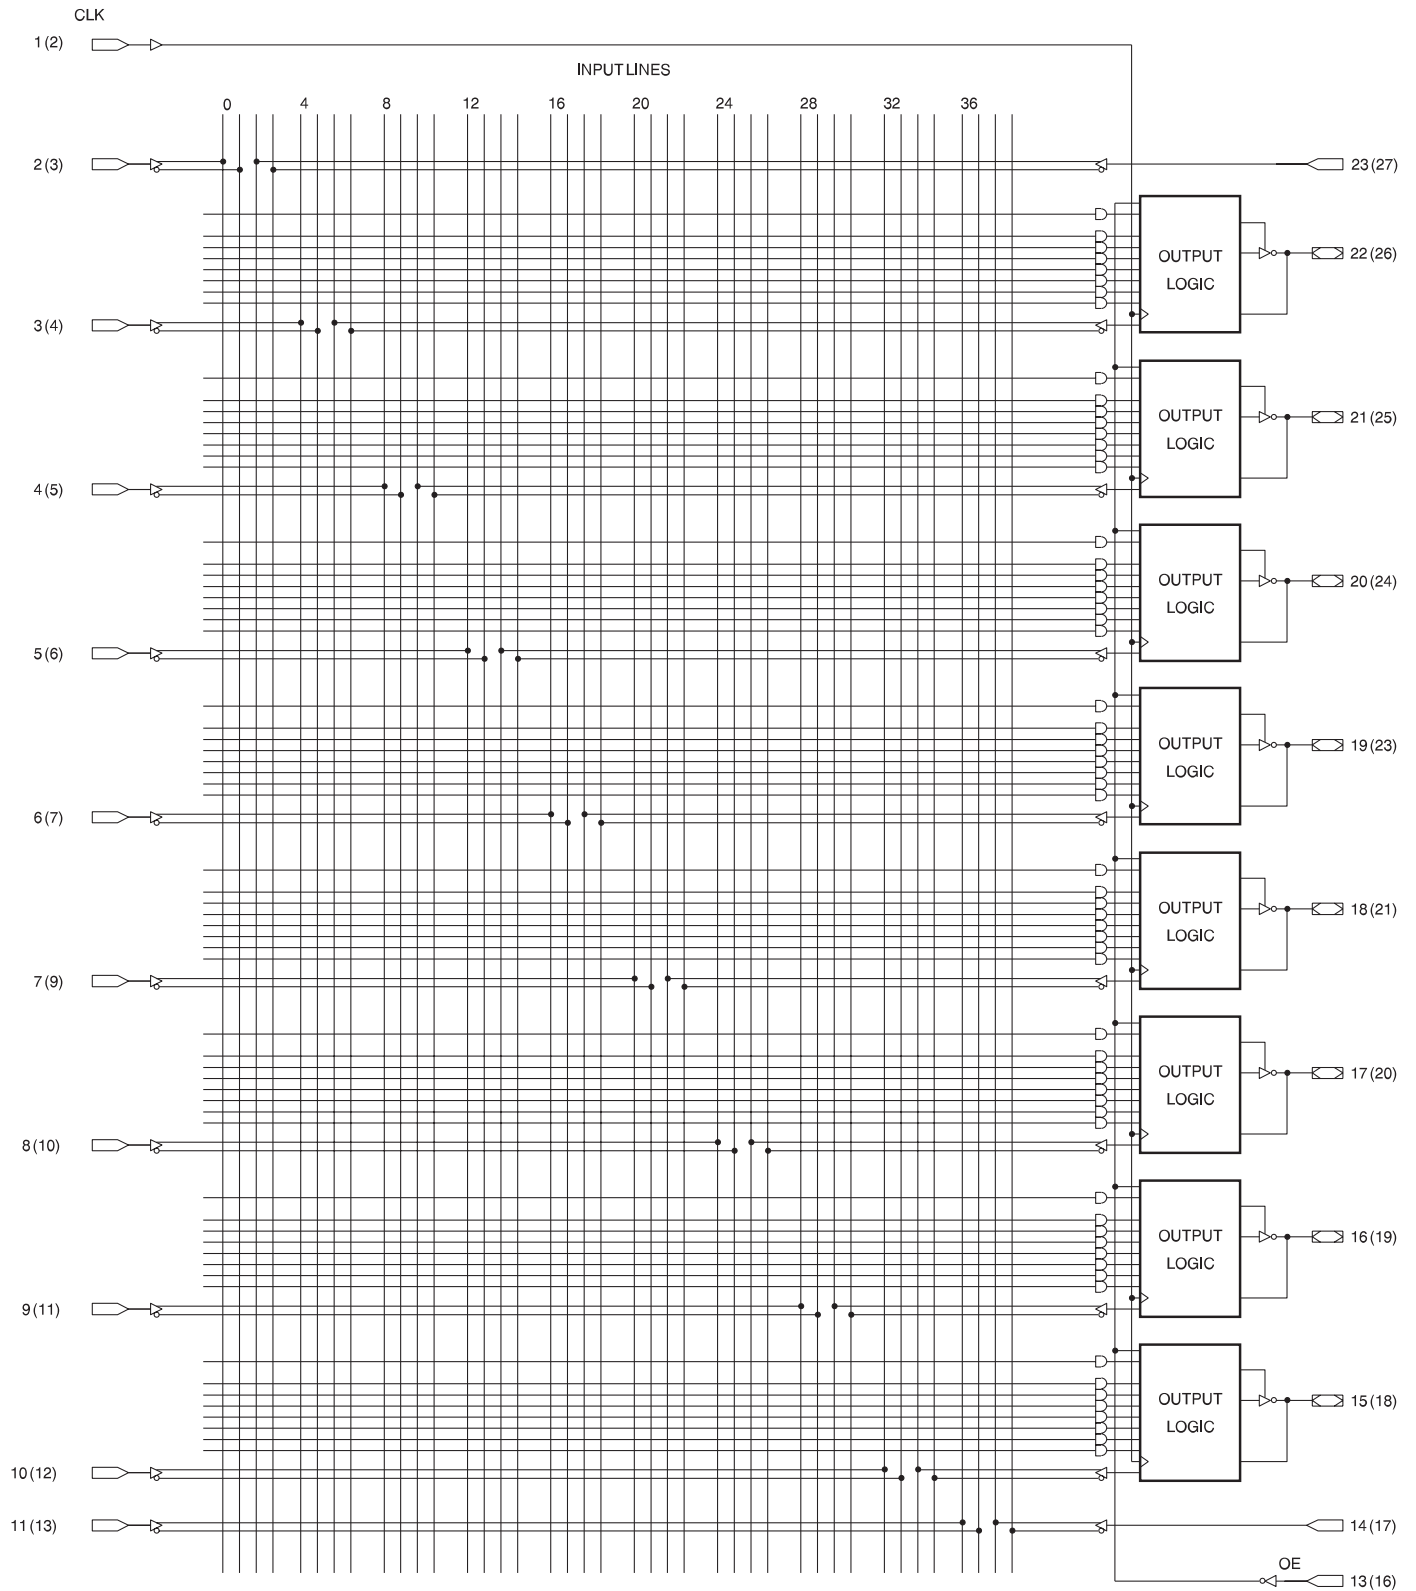 CLK
1 (2)
INPUT LINES
0 4 8 12 16 20 24 28 32 36
2 (3)
23 (27)
OUTPUT
LOGIC
22 (26)
3 (4)
OUTPUT
LOGIC
21 (25)
4 (5)
OUTPUT
LOGIC
20 (24)
5 (6)
OUTPUT
LOGIC
19 (23)
6 (7)
OUTPUT
LOGIC
18 (21)
7 (9)
OUTPUT
LOGIC
17 (20)
8 (10)
OUTPUT
LOGIC
16 (19)
9 (11)
OUTPUT
LOGIC
15 (18)
10 (12)
11 (13)
14 (17)
OE
13 (16)